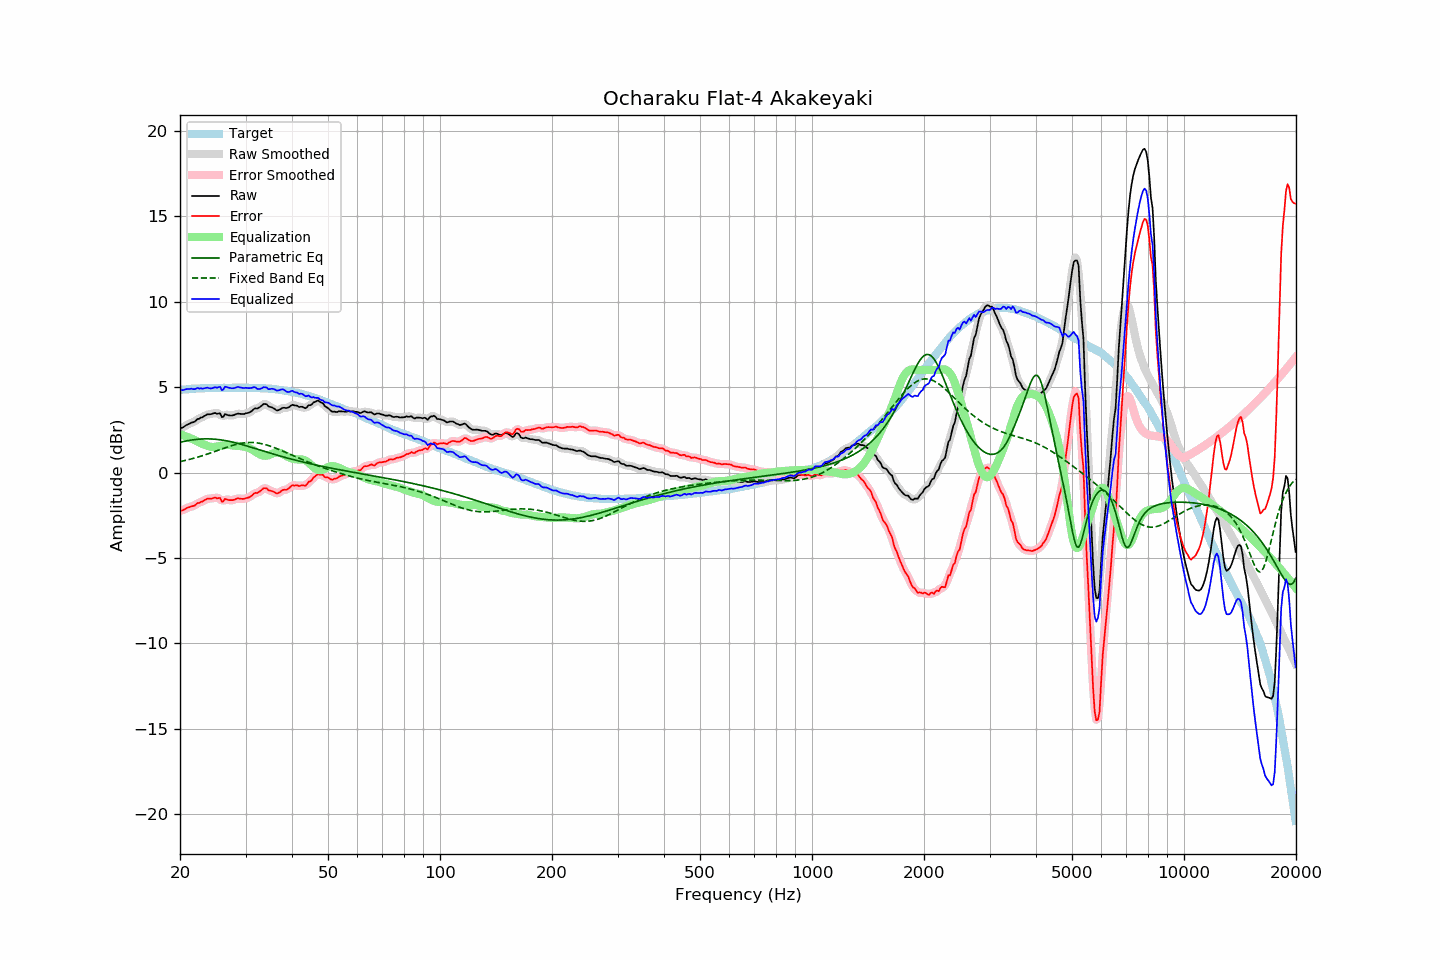 Ocharaku Flat-4 Akakeyaki
Target
Raw Smoothed
Error Smoothed
Raw
Error
Equalization
Parametric Eq
Fixed Band Eq
Equalized
20
15
10
5
0
−5
−10
−15
−20
Amplitude (dBr)
20 50 100 200 500 1000 2000 5000 10000 20000
Frequency (Hz)